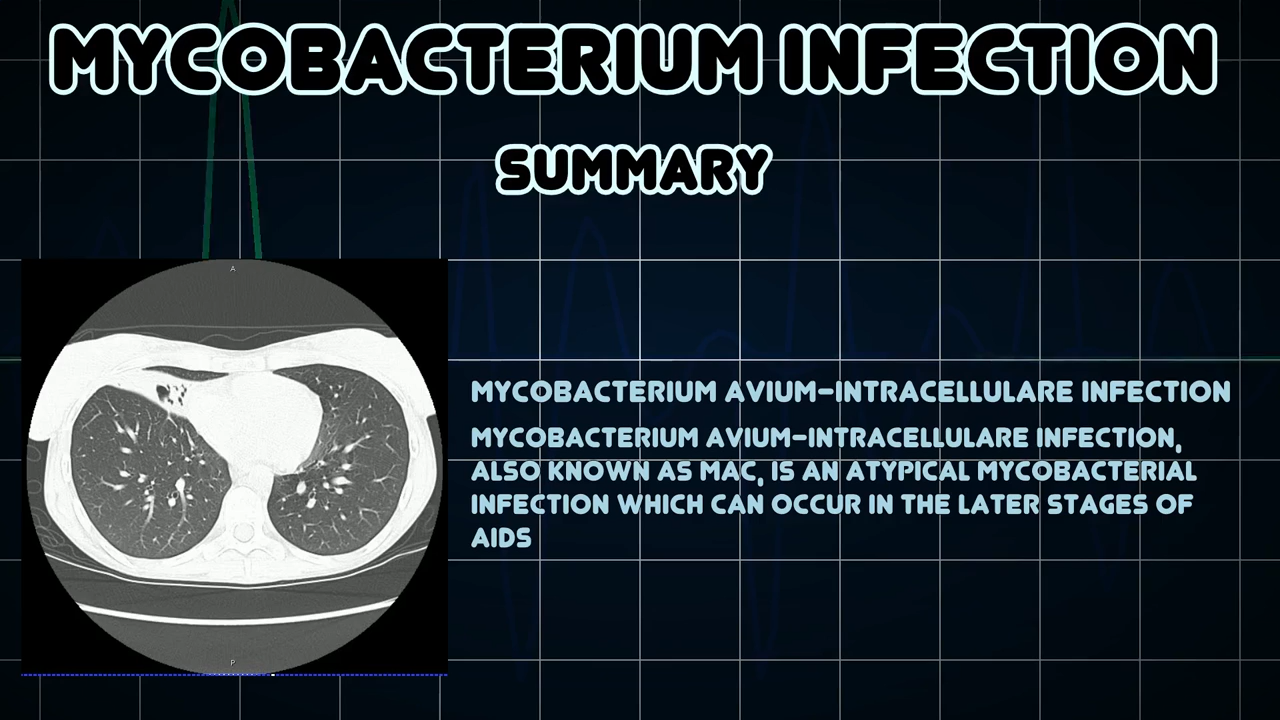 MYCOBACTERIUM INFECTION
SUMMARY
A
MYCOBACTERIUM AVIUM-INTRACELLULARE INFECTION
MYCOBACTERIUM AVIUM-INTRACELLULARE INFECTION,
ALSO KNOWN AS MAC, IS AN ATYPICAL MYCOBACTERIAL
INFECTION WHICH CAN OCCUR IN THE LATER STAGES OF
AIDS
P